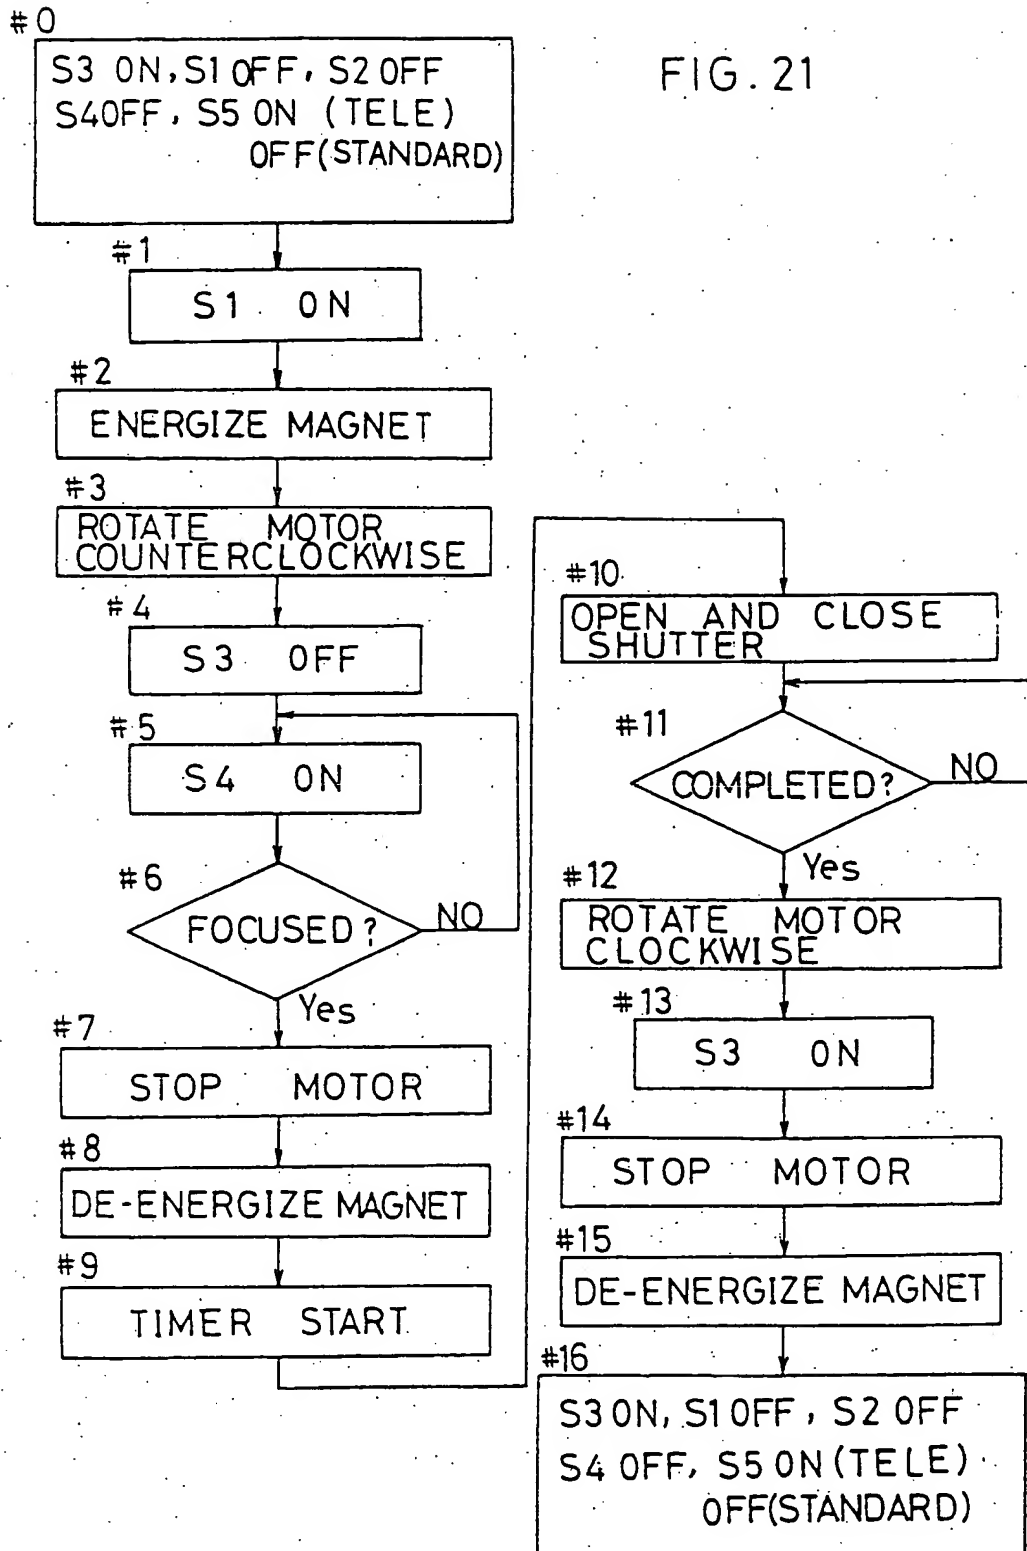 #0
S3 ON, S1 OFF, S2 OFF
S4 OFF, S5 ON (TELE)
OFF(STANDARD)
FIG. 21
#1
S1 ON
#2
ENERGIZE MAGNET
#3
ROTATE MOTOR
COUNTERCLOCKWISE
#4
S3 OFF
#5
S4 ON
#6
FOCUSED?
NO
Yes
#7
STOP MOTOR
#8
DE-ENERGIZE MAGNET
#9
TIMER START
#10
OPEN AND CLOSE
SHUTTER
#11
COMPLETED?
NO
Yes
#12
ROTATE MOTOR
CLOCKWISE
#13
S3 ON
#14
STOP MOTOR
#15
DE-ENERGIZE MAGNET
#16
S3 ON, S1 OFF, S2 OFF
S4 OFF, S5 ON (TELE)
OFF(STANDARD)